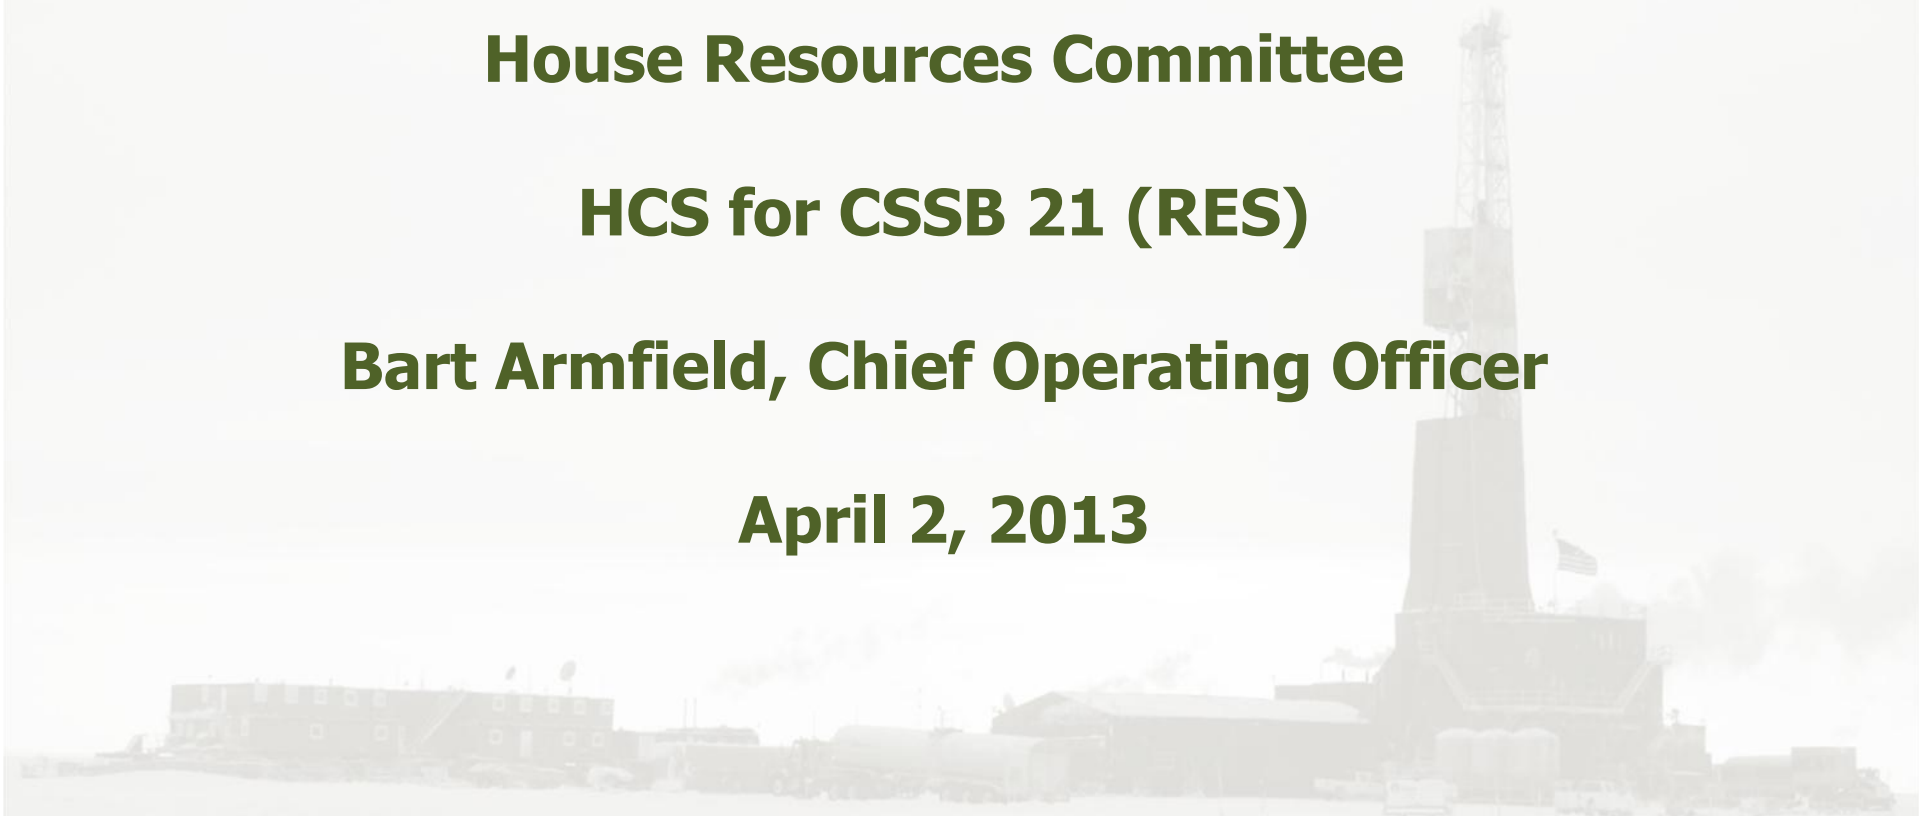 House Resources Committee
HCS for CSSB 21 (RES)
Bart Armfield, Chief Operating Officer
April 2, 2013